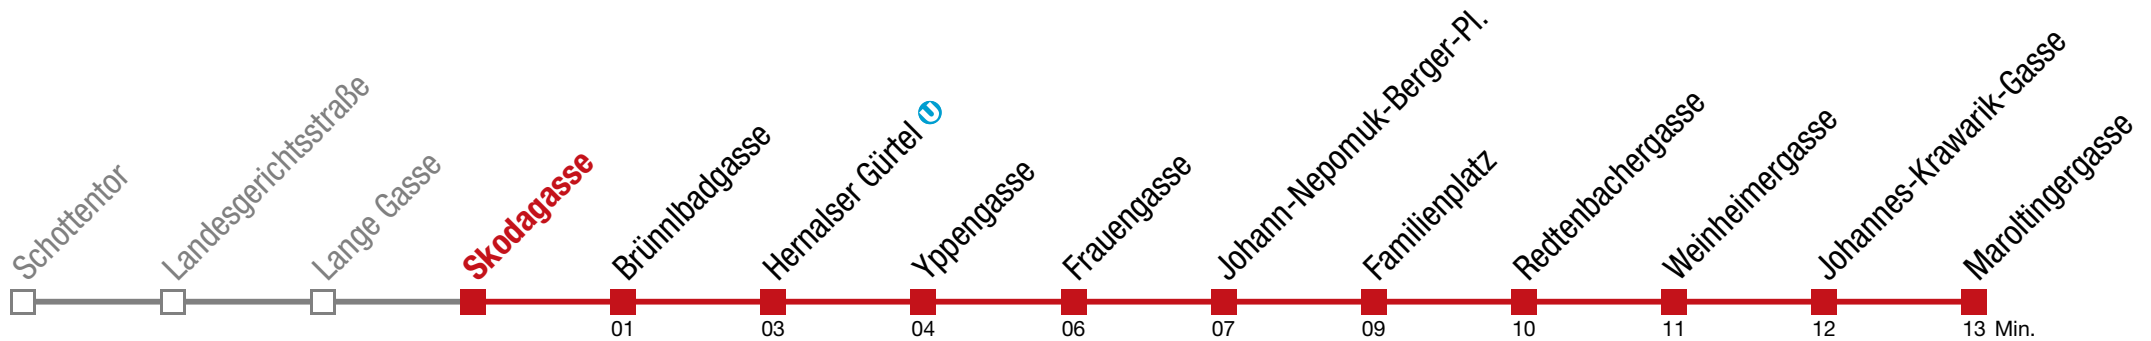 Schottentor
Landesgerichtsstraße
Lange Gasse
Skodagasse
Brünnlbadgasse
Hernalser Gürtel U
Yppengasse
Frauengasse
Johann-Nepomuk-Berger-Pl.
Familienplatz
Redtenbachergasse
Weinheimergasse
Johannes-Krawarik-Gasse
Maroltingergasse
01 03 04 06 07 09 10 11 12 13 Min.